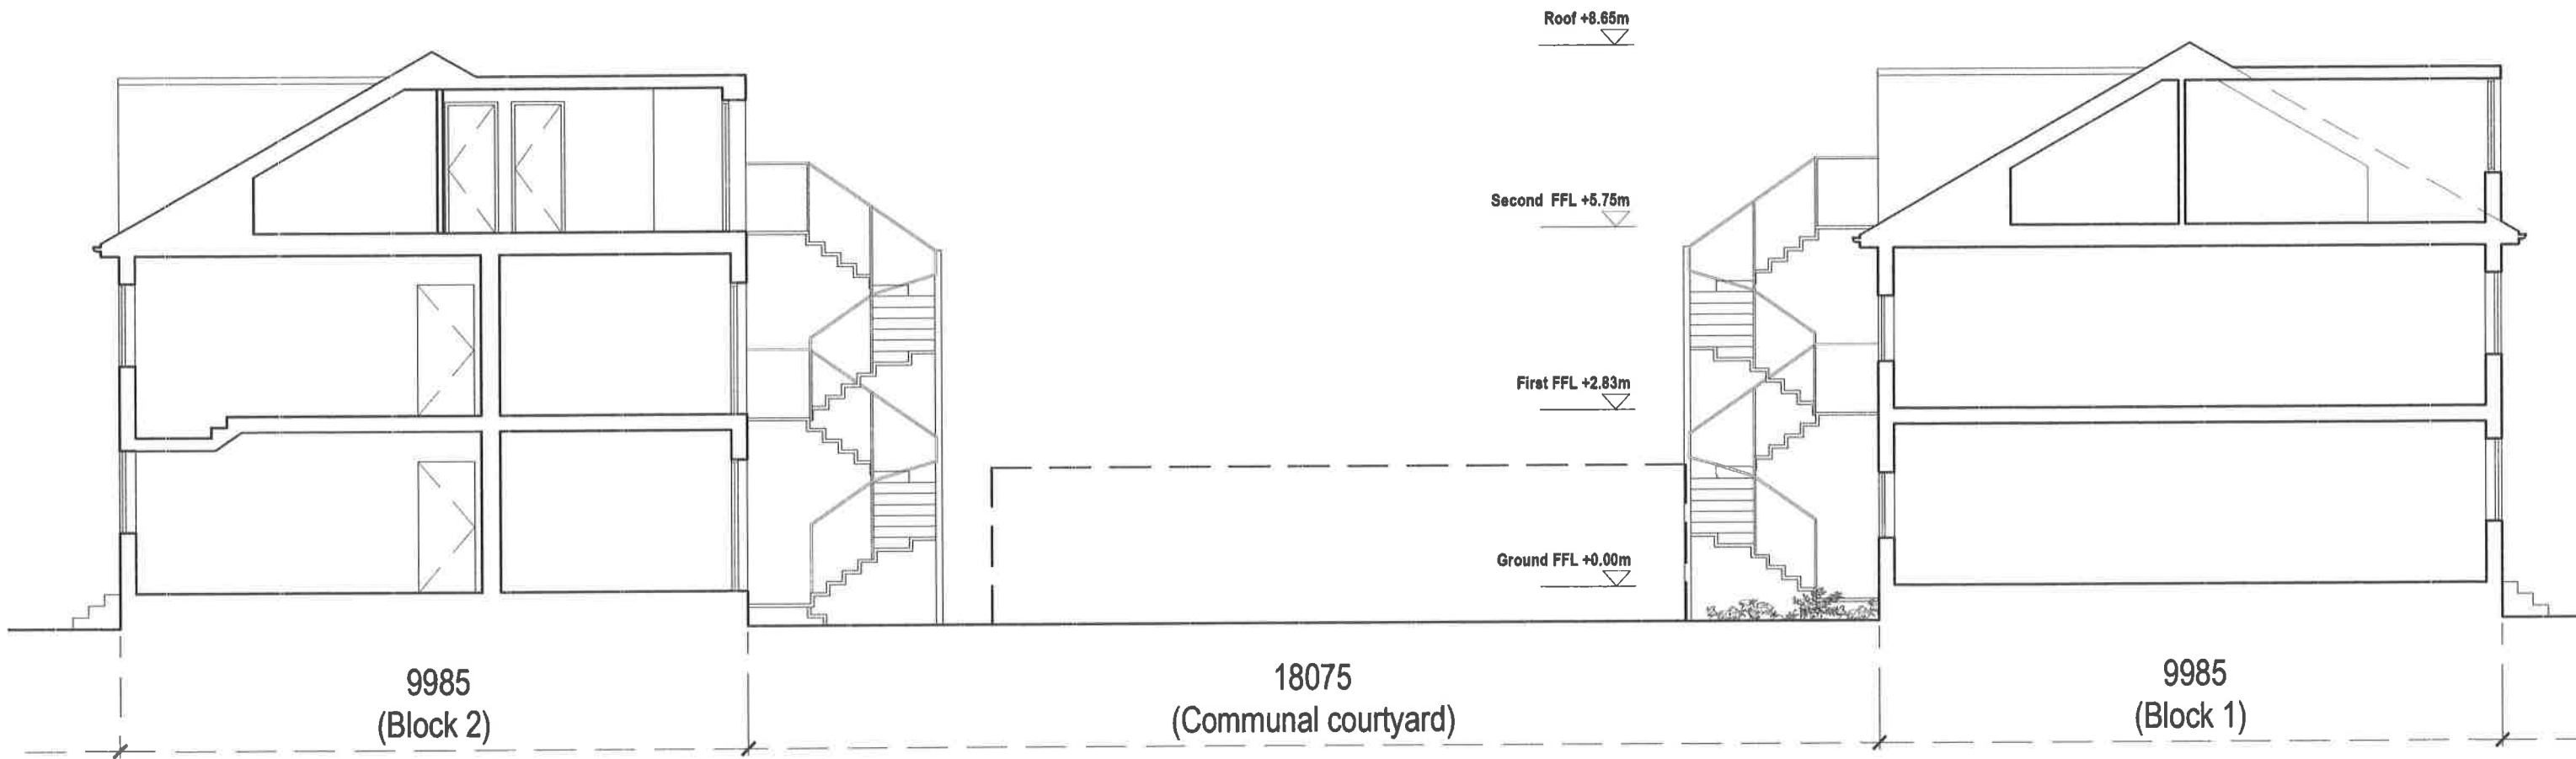 Roof +8.65m
Second FFL +5.75m
First FFL +2.83m
Ground FFL +0.00m
9985
(Block 2)
18075
(Communal courtyard)
9985
(Block 1)